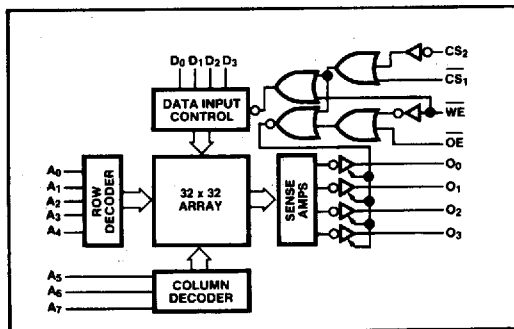 D0 D1 D2 D3
CS2
CS1
DATA INPUT
CONTROL
WE
OE
A0
A1
A2
A3
A4
ROW
DECODER
32 x 32
ARRAY
SENSE
AMPS
O0
O1
O2
O3
A5
A6
A7
COLUMN
DECODER